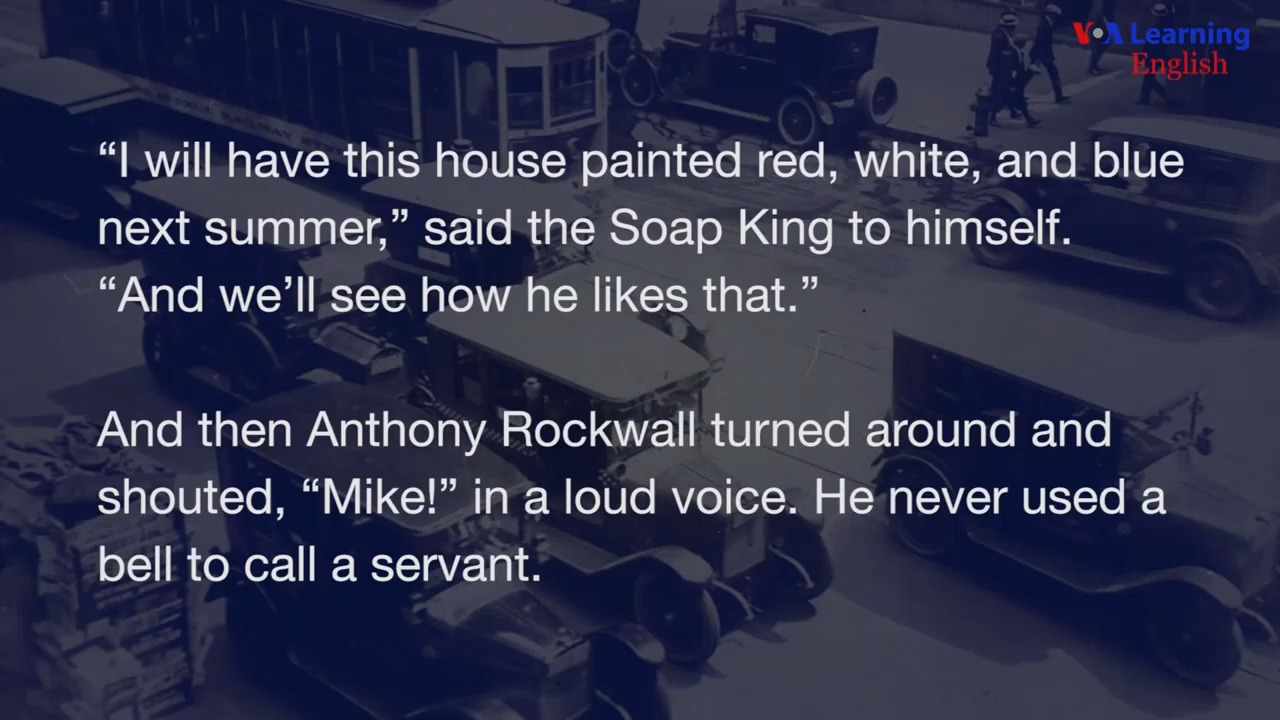 VOA Learning
English
“I will have this house painted red, white, and blue
next summer,” said the Soap King to himself.
“And we’ll see how he likes that.”
And then Anthony Rockwall turned around and
shouted, “Mike!” in a loud voice. He never used a
bell to call a servant.